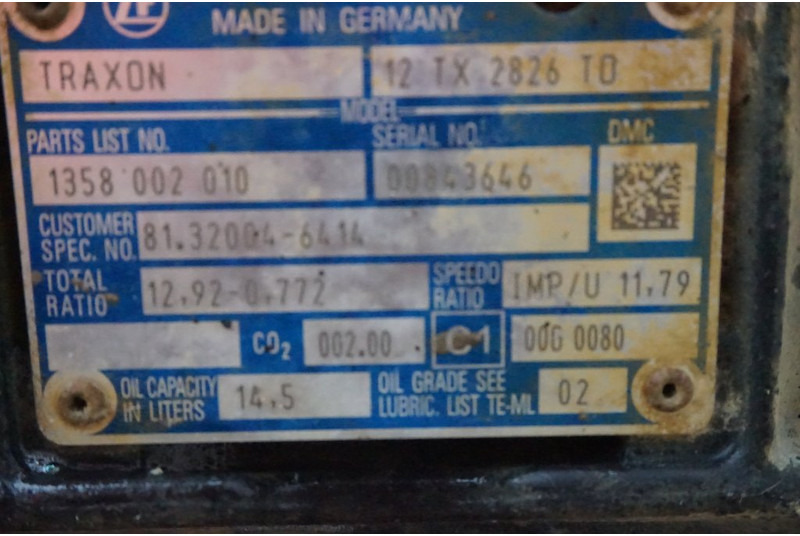 ZF MADE IN GERMANY
TRAXON 12 TX 2826 TO
MODEL
PARTS LIST NO. SERIAL NO. DMC
1358 002 010 00843646
CUSTOMER
SPEC. NO. 81.32004-6414
TOTAL
RATIO 12,92-0,772 SPEEDO
RATIO IMP/U 11,79
CO2 002.00 C1 00G 0080
OIL CAPACITY
IN LITERS 14,5 OIL GRADE SEE
LUBRIC. LIST TE-ML 02